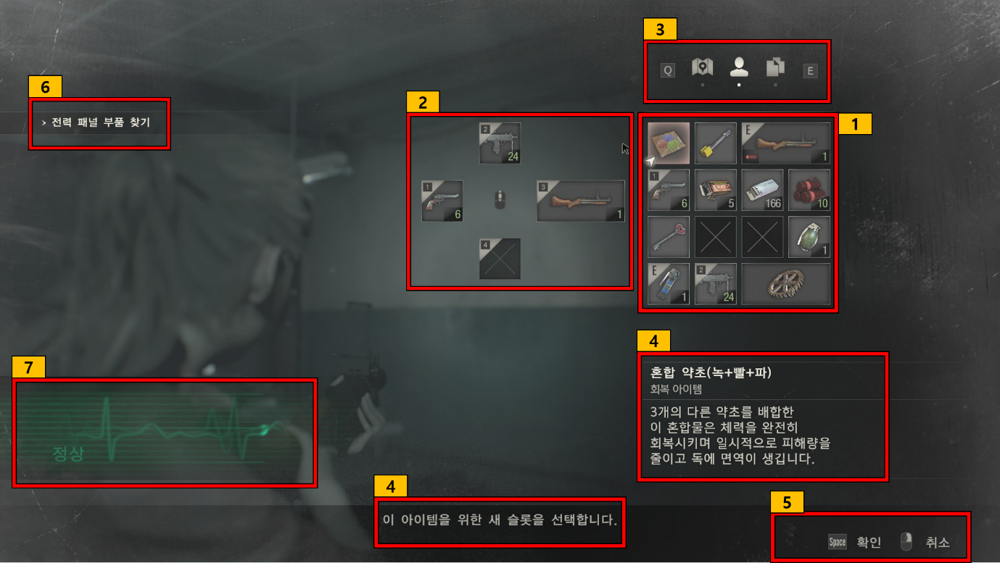 3
Q
E
6
> 전력 패널 부품 찾기
2
2
24
1
6
3
1
4
1
E
1
1
6
5
166
10
1
E
1
2
24
4
혼합 약초(녹+빨+파)
회복 아이템
3개의 다른 약초를 배합한
이 혼합물은 체력을 완전히
회복시키며 일시적으로 피해량을
줄이고 독에 면역이 생깁니다.
7
정상
4
이 아이템을 위한 새 슬롯을 선택합니다.
5
Space 확인 취소